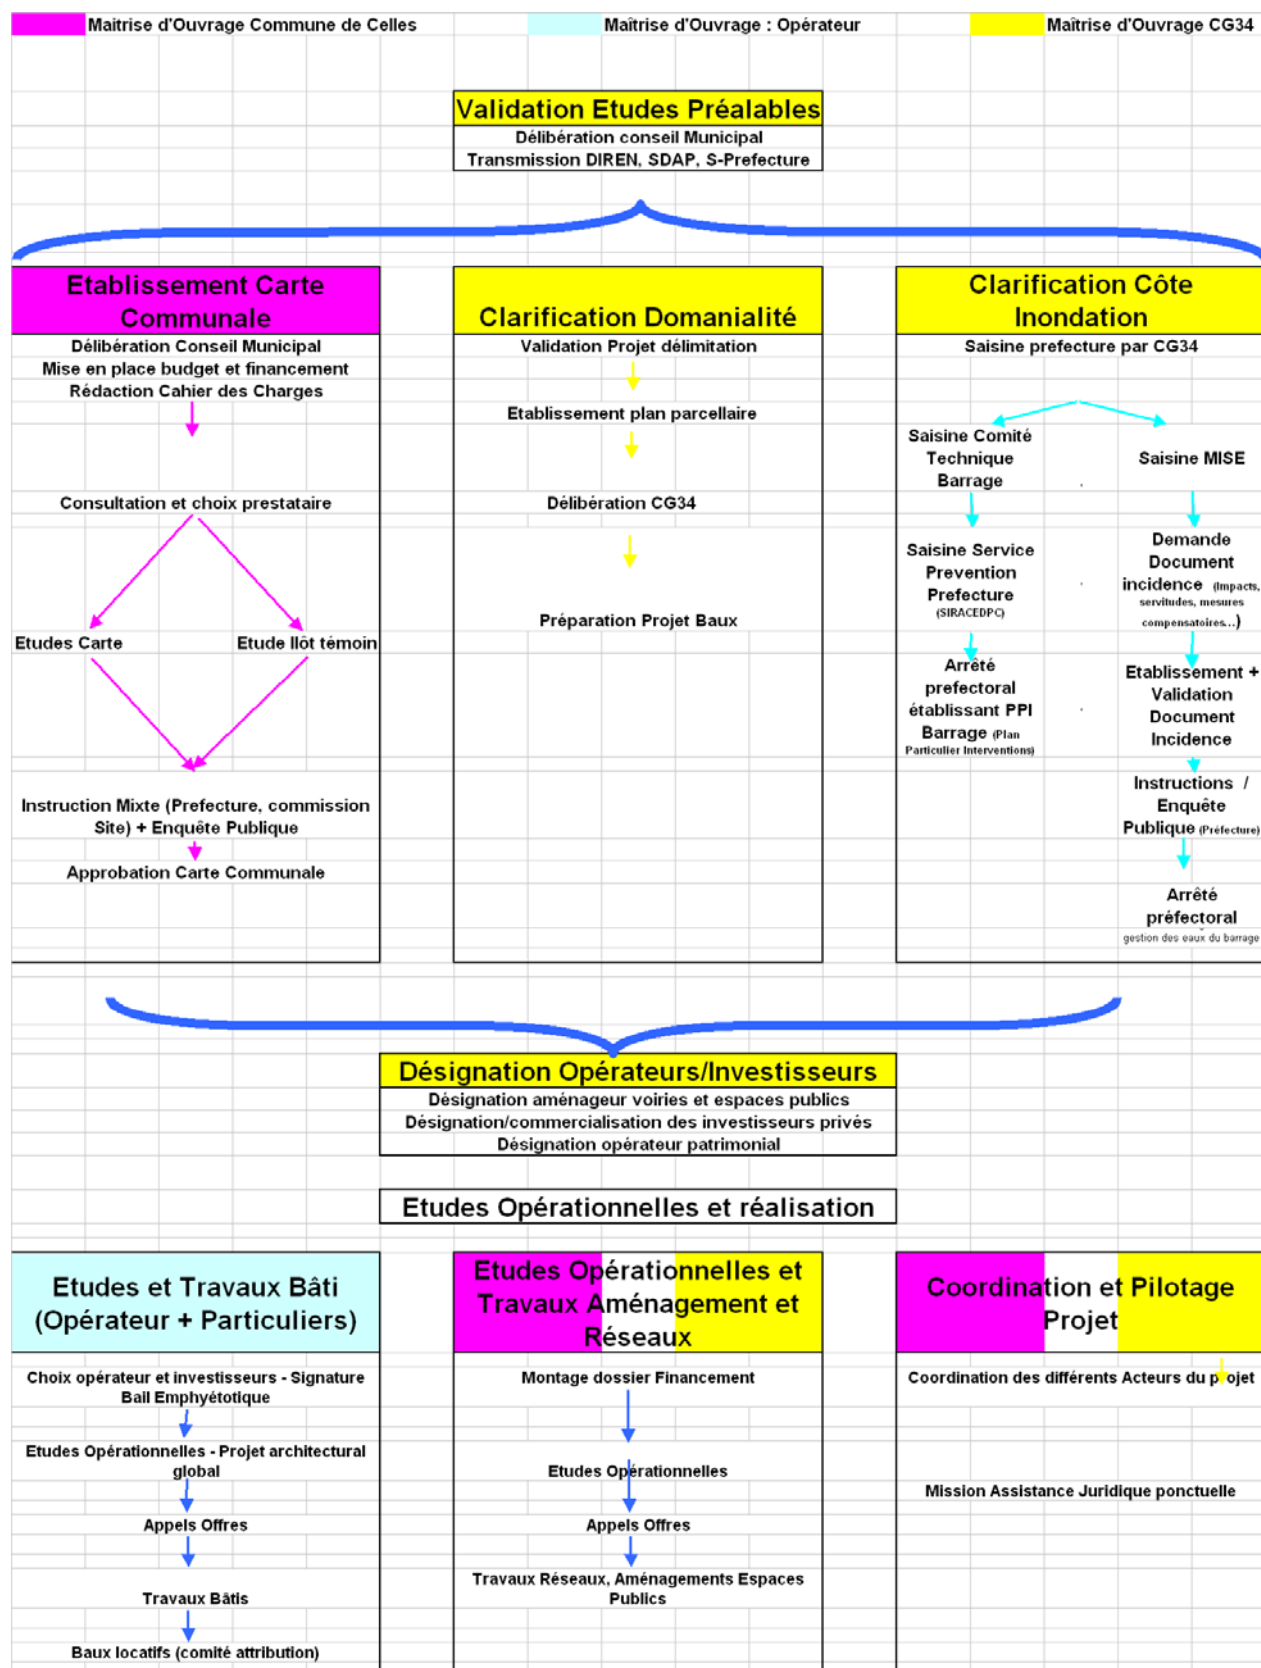 Maitrise d'Ouvrage Commune de Celles
Maîtrise d'Ouvrage : Opérateur
Maîtrise d'Ouvrage CG34
Validation Etudes Préalables
Délibération conseil Municipal
Transmission DIREN, SDAP, S-Prefecture
Etablissement Carte
Communale
Délibération Conseil Municipal
Mise en place budget et financement
Rédaction Cahier des Charges
Consultation et choix prestataire
Etudes Carte
Etude Ilôt témoin
Instruction Mixte (Prefecture, commission
Site) + Enquête Publique
Approbation Carte Communale
Clarification Domanialité
Validation Projet délimitation
Etablissement plan parcellaire
Délibération CG34
Préparation Projet Baux
Clarification Côte
Inondation
Saisine prefecture par CG34
Saisine Comité
Technique
Barrage
Saisine Service
Prevention
Prefecture
(SIRACEDPC)
Arrêté
prefectoral
établissant PPI
Barrage (Plan
Particulier Interventions)
Saisine MISE
Demande
Document
incidence (Impacts,
servitudes, mesures
compensatoires...)
Etablissement +
Validation
Document
Incidence
Instructions /
Enquête
Publique (Préfecture)
Arrêté
préfectoral
gestion des eaux du barrage
Désignation Opérateurs/Investisseurs
Désignation aménageur voiries et espaces publics
Désignation/commercialisation des investisseurs privés
Désignation opérateur patrimonial
Etudes Opérationnelles et réalisation
Etudes et Travaux Bâti
(Opérateur + Particuliers)
Choix opérateur et investisseurs - Signature
Bail Emphyétotique
Etudes Opérationnelles - Projet architectural
global
Appels Offres
Travaux Bâtis
Baux locatifs (comité attribution)
Etudes Opérationnelles et
Travaux Aménagement et
Réseaux
Montage dossier Financement
Etudes Opérationnelles
Appels Offres
Travaux Réseaux, Aménagements Espaces
Publics
Coordination et Pilotage
Projet
Coordination des différents Acteurs du projet
Mission Assistance Juridique ponctuelle